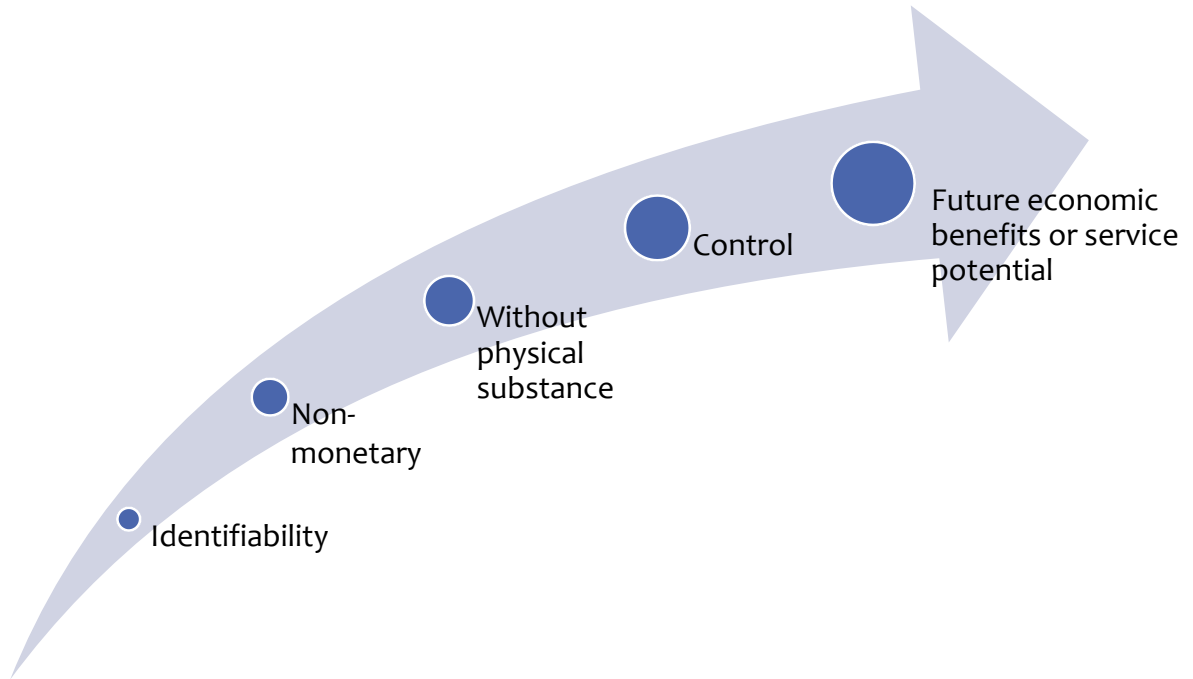 Future economic
benefits or service
potential
Control
Without
physical
substance
Non-
monetary
Identifiability